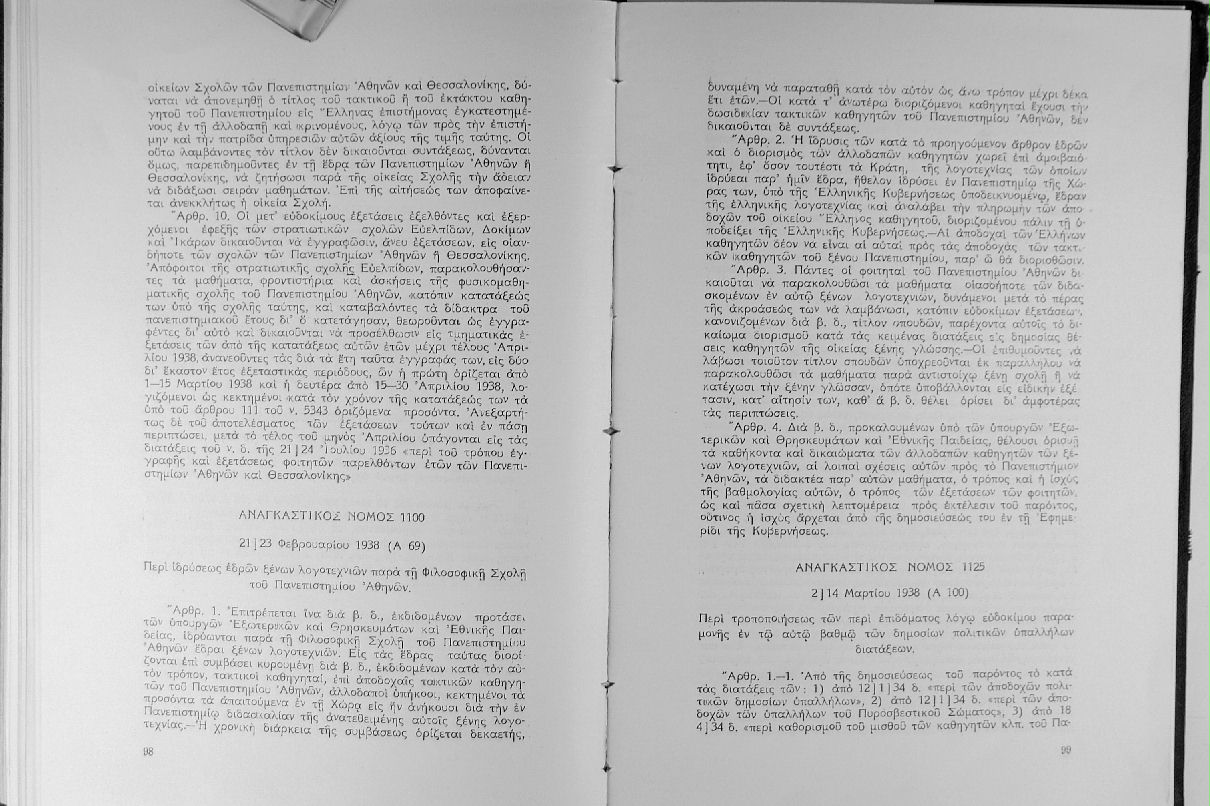 οἰκείων Σχολῶν τῶν Πανεπιστημίων Ἀθηνῶν καὶ Θεσσαλονίκης, δύ-
ναται νὰ ἀπονεμηθῇ ὁ τίτλος τοῦ τακτικοῦ ἢ τοῦ ἐκτάκτου καθη-
γητοῦ τοῦ Πανεπιστημίου εἰς Ἕλληνας ἐπιστήμονας ἐγκατεστημέ-
νους ἐν τῇ ἀλλοδαπῇ καὶ κρινομένους, λόγῳ τῶν πρὸς τὴν ἐπιστή-
μην καὶ τὴν πατρίδα ὑπηρεσιῶν αὐτῶν ἀξίους τῆς τιμῆς ταύτης. Οἱ
οὕτω λαμβάνοντες τὸν τίτλον δὲν δικαιοῦνται συντάξεως, δύνανται
ὅμως, παρεπιδημοῦντες ἐν τῇ ἕδρᾳ τῶν Πανεπιστημίων Ἀθηνῶν ἢ
Θεσσαλονίκης, νὰ ζητήσωσι παρὰ τῆς οἰκείας Σχολῆς τὴν ἄδειαν
νὰ διδάξωσι σειρὰν μαθημάτων. Ἐπὶ τῆς αἰτήσεώς των ἀποφαίνε-
ται ἀνεκκλήτως ἡ οἰκεία Σχολή.
Ἄρθρ. 10. Οἱ μετ' εὐδοκίμους ἐξετάσεις ἐξελθόντες καὶ ἐξερ-
χόμενοι ἐφεξῆς τῶν στρατιωτικῶν σχολῶν Εὐελπίδων, Δοκίμων
καὶ Ἰκάρων δικαιοῦνται νὰ ἐγγραφῶσιν, ἄνευ ἐξετάσεων, εἰς οἱαν-
δήποτε τῶν σχολῶν τῶν Πανεπιστημίων Ἀθηνῶν ἢ Θεσσαλονίκης.
Ἀπόφοιτοι τῆς στρατιωτικῆς σχολῆς Εὐελπίδων, παρακολουθήσαν-
τες τὰ μαθήματα, φροντιστήρια καὶ ἀσκήσεις τῆς φυσικομαθη-
ματικῆς σχολῆς τοῦ Πανεπιστημίου Ἀθηνῶν, κατόπιν κατατάξεώς
των ὑπὸ τῆς σχολῆς ταύτης, καὶ καταβαλόντες τὰ δίδακτρα τοῦ
πανεπιστημιακοῦ ἔτους δι' ὃ κατετάγησαν, θεωροῦνται ὡς ἐγγρα-
φέντες δι' αὐτὸ καὶ δικαιοῦνται νὰ προσέλθωσιν εἰς τμηματικὰς ἐ-
ξετάσεις τῶν ἀπὸ τῆς κατατάξεως αὐτῶν ἐτῶν μέχρι τέλους Ἀπρι-
λίου 1938, ἀνανεοῦντες τὰς διὰ τὰ ἔτη ταῦτα ἐγγραφάς των, εἰς δύο
δι' ἕκαστον ἔτος ἐξεταστικὰς περιόδους, ὧν ἡ πρώτη ὁρίζεται ἀπὸ
1—15 Μαρτίου 1938 καὶ ἡ δευτέρα ἀπὸ 15—30 Ἀπριλίου 1938, λο-
γιζόμενοι ὡς κεκτημένοι κατὰ τὸν χρόνον τῆς κατατάξεώς των τὰ
ὑπὸ τοῦ ἄρθρου 111 τοῦ ν. 5343 ὁριζόμενα προσόντα. Ἀνεξαρτή-
τως δὲ τοῦ ἀποτελέσματος τῶν ἐξετάσεων τούτων καὶ ἐν πάσῃ
περιπτώσει, μετὰ τὸ τέλος τοῦ μηνὸς Ἀπριλίου ὑπάγονται εἰς τὰς
διατάξεις τοῦ ν. δ. τῆς 21]24 Ἰουλίου 1926 «περὶ τοῦ τρόπου ἐγ-
γραφῆς καὶ ἐξετάσεως φοιτητῶν παρελθόντων ἐτῶν τῶν Πανεπι-
στημίων Ἀθηνῶν καὶ Θεσσαλονίκης»
ΑΝΑΓΚΑΣΤΙΚΟΣ ΝΟΜΟΣ 1100
21]23 Φεβρουαρίου 1938 (Α 69)
Περὶ ἱδρύσεως ἑδρῶν ξένων λογοτεχνιῶν παρὰ τῇ Φιλοσοφικῇ Σχολῇ
τοῦ Πανεπιστημίου Ἀθηνῶν.
Ἄρθρ. 1. Ἐπιτρέπεται ἵνα διὰ β. δ., ἐκδιδομένων προτάσει
τῶν ὑπουργῶν Ἐξωτερικῶν καὶ Θρησκευμάτων καὶ Ἐθνικῆς Παι-
δείας, ἱδρύωνται παρὰ τῇ Φιλοσοφικῇ Σχολῇ τοῦ Πανεπιστημίου
Ἀθηνῶν ἕδραι ξένων λογοτεχνιῶν. Εἰς τὰς ἕδρας ταύτας διορί-
ζονται ἐπὶ συμβάσει κυρουμένῃ διὰ β. δ., ἐκδιδομένων κατὰ τὸν αὐ-
τὸν τρόπον, τακτικοὶ καθηγηταί, ἐπὶ ἀποδοχαῖς τακτικῶν καθηγη-
τῶν τοῦ Πανεπιστημίου Ἀθηνῶν, ἀλλοδαποὶ ὑπήκοοι, κεκτημένοι τὰ
προσόντα τὰ ἀπαιτούμενα ἐν τῇ Χώρᾳ εἰς ἣν ἀνήκουσι διὰ τὴν ἐν
Πανεπιστημίῳ διδασκαλίαν τῆς ἀνατεθειμένης αὐτοῖς ξένης λογο-
τεχνίας.—Ἡ χρονικὴ διάρκεια τῆς συμβάσεως ὁρίζεται δεκαετής,
98
δυναμένη νὰ παραταθῇ κατὰ τὸν αὐτὸν ὡς ἄνω τρόπον μέχρι δέκα
ἔτι ἐτῶν.—Οἱ κατὰ τ' ἀνωτέρω διοριζόμενοι καθηγηταὶ ἔχουσι τὴν
δωσιδικίαν τακτικῶν καθηγητῶν τοῦ Πανεπιστημίου Ἀθηνῶν, δὲν
δικαιοῦνται δὲ συντάξεως.
Ἄρθρ. 2. Ἡ ἵδρυσις τῶν κατὰ τὸ προηγούμενον ἄρθρον ἑδρῶν
καὶ ὁ διορισμὸς τῶν ἀλλοδαπῶν καθηγητῶν χωρεῖ ἐπὶ ἀμοιβαιό-
τητι, ἐφ' ὅσον τουτέστι τὰ Κράτη, τῆς λογοτεχνίας τῶν ὁποίων
ἱδρύεαι παρ' ἡμῖν ἕδρα, ἤθελον ἱδρύσει ἐν Πανεπιστημίῳ τῆς Χώ-
ρας των, ὑπὸ τῆς Ἑλληνικῆς Κυβερνήσεως ὑποδεικνυομένῳ, ἕδραν
τῆς ἑλληνικῆς λογοτεχνίας καὶ ἀναλάβει τὴν πληρωμὴν τῶν ἀπο-
δοχῶν τοῦ οἰκείου Ἕλληνος καθηγητοῦ, διοριζομένου πάλιν τῇ ὑ-
ποδείξει τῆς Ἑλληνικῆς Κυβερνήσεως.—Αἱ ἀποδοχαὶ τῶν Ἑλλήνων
καθηγητῶν δέον νὰ εἶναι αἱ αὐταὶ πρὸς τὰς ἀποδοχὰς τῶν τακτι-
κῶν καθηγητῶν τοῦ ξένου Πανεπιστημίου, παρ' ᾧ θὰ διορισθῶσιν.
Ἄρθρ. 3. Πάντες οἱ φοιτηταὶ τοῦ Πανεπιστημίου Ἀθηνῶν δι-
καιοῦται νὰ παρακολουθῶσι τὰ μαθήματα οἱασδήποτε τῶν διδα-
σκομένων ἐν αὐτῷ ξένων λογοτεχνιῶν, δυνάμενοι μετὰ τὸ πέρας
τῆς ἀκροάσεώς των νὰ λαμβάνωσι, κατόπιν εὐδοκίμων ἐξετάσεων,
κανονιζομένων διὰ β. δ., τίτλον σπουδῶν, παρέχοντα αὐτοῖς τὸ δι-
καίωμα διορισμοῦ κατὰ τὰς κειμένας διατάξεις εἰς δημοσίας θέ-
σεις καθηγητῶν τῆς οἰκείας ξένης γλώσσης.—Οἱ ἐπιθυμοῦντες νὰ
λάβωσι τοιοῦτον τίτλον σπουδῶν ὑποχρεοῦνται ἐκ παραλλήλου νὰ
παρακολουθῶσι τὰ μαθήματα παρὰ ἀντιστοίχῳ ξένῃ σχολῇ ἢ νὰ
κατέχωσι τὴν ξένην γλῶσσαν, ὁπότε ὑποβάλλονται εἰς εἰδικὴν ἐξέ-
τασιν, κατ' αἴτησίν των, καθ' ἃ β. δ. θέλει ὁρίσει δι' ἀμφοτέρας
τὰς περιπτώσεις.
Ἄρθρ. 4. Διὰ β. δ., προκαλουμένων ὑπὸ τῶν ὑπουργῶν Ἐξω-
τερικῶν καὶ Θρησκευμάτων καὶ Ἐθνικῆς Παιδείας, θέλουσι ὁρισθῆ
τὰ καθήκοντα καὶ δικαιώματα τῶν ἀλλοδαπῶν καθηγητῶν τῶν ξέ-
νων λογοτεχνιῶν, αἱ λοιπαὶ σχέσεις αὐτῶν πρὸς τὸ Πανεπιστήμιον
Ἀθηνῶν, τὰ διδακτέα παρ' αὐτῶν μαθήματα, ὁ τρόπος καὶ ἡ ἰσχὺς
τῆς βαθμολογίας αὐτῶν, ὁ τρόπος τῶν ἐξετάσεων τῶν φοιτητῶν,
ὡς καὶ πᾶσα σχετικὴ λεπτομέρεια πρὸς ἐκτέλεσιν τοῦ παρόντος,
οὗτινος ἡ ἰσχὺς ἄρχεται ἀπὸ τῆς δημοσιεύσεώς του ἐν τῇ Ἐφημε-
ρίδι τῆς Κυβερνήσεως.
ΑΝΑΓΚΑΣΤΙΚΟΣ ΝΟΜΟΣ 1125
2]14 Μαρτίου 1938 (Α 100)
Περὶ τροποποιήσεως τῶν περὶ ἐπιδόματος λόγῳ εὐδοκίμου παρα-
μονῆς ἐν τῷ αὐτῷ βαθμῷ τῶν δημοσίων πολιτικῶν ὑπαλλήλων
διατάξεων.
Ἄρθρ. 1.—1. Ἀπὸ τῆς δημοσιεύσεως τοῦ παρόντος τὸ κατὰ
τὰς διατάξεις τῶν: 1) ἀπὸ 12]1]34 δ. «περὶ τῶν ἀποδοχῶν πολι-
τικῶν δημοσίων ὑπαλλήλων», 2) ἀπὸ 12]1]34 δ. «περὶ τῶν ἀπο-
δοχῶν τῶν ὑπαλλήλων τοῦ Πυροσβεστικοῦ Σώματος», 3) ἀπὸ 18
4]34 δ. «περὶ καθορισμοῦ τοῦ μισθοῦ τῶν καθηγητῶν κλπ. τοῦ Πα-
99